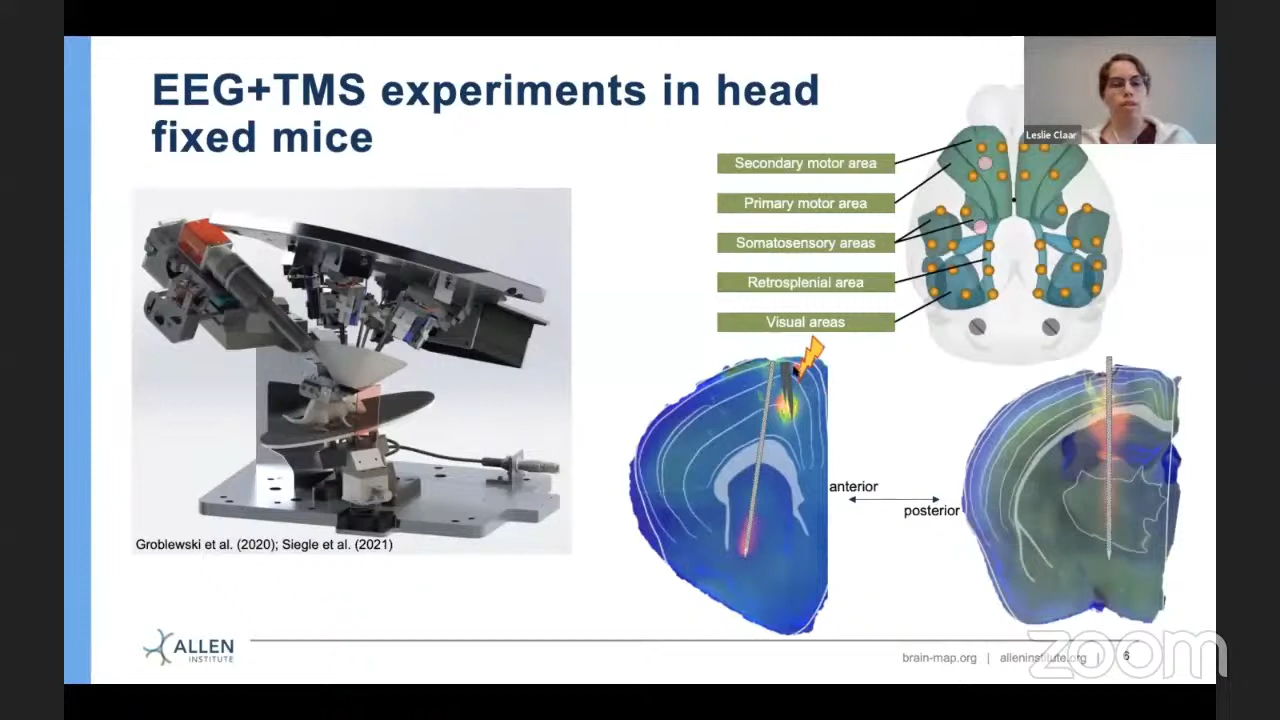 EEG+TMS experiments in head
fixed mice
Leslie Claar
Secondary motor area
Primary motor area
Somatosensory areas
Retrosplenial area
Visual areas
anterior
posterior
Groblewski et al. (2020); Siegle et al. (2021)
ALLEN
INSTITUTE
brain-map.org | alleninstitute.org | 6
zoom